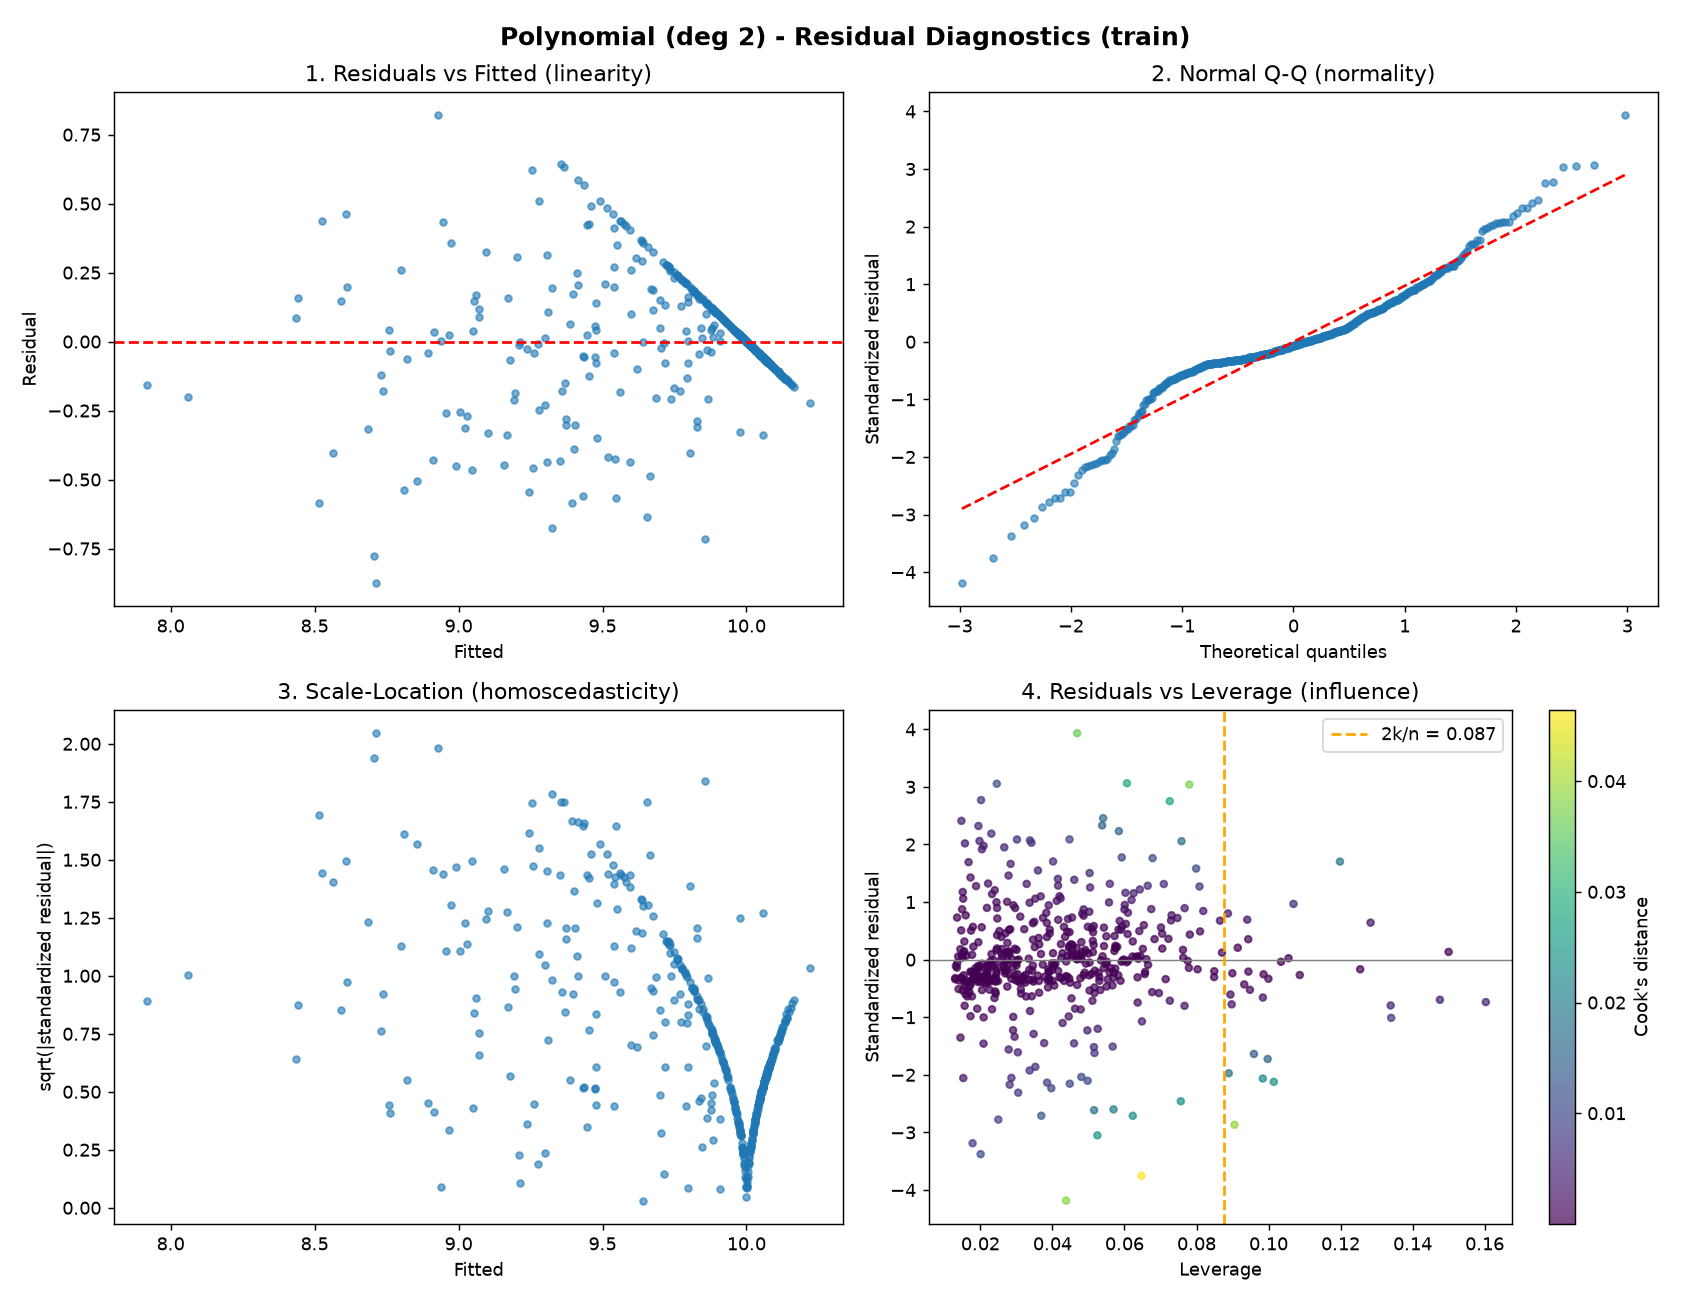 Polynomial (deg 2) - Residual Diagnostics (train)
1. Residuals vs Fitted (linearity)
Residual
0.75
0.50
0.25
0.00
−0.25
−0.50
−0.75
8.0 8.5 9.0 9.5 10.0
Fitted
2. Normal Q-Q (normality)
Standardized residual
4
3
2
1
0
−1
−2
−3
−4
−3 −2 −1 0 1 2 3
Theoretical quantiles
3. Scale-Location (homoscedasticity)
sqrt(|standardized residual|)
2.00
1.75
1.50
1.25
1.00
0.75
0.50
0.25
0.00
8.0 8.5 9.0 9.5 10.0
Fitted
4. Residuals vs Leverage (influence)
2k/n = 0.087
Standardized residual
4
3
2
1
0
−1
−2
−3
−4
0.02 0.04 0.06 0.08 0.10 0.12 0.14 0.16
Leverage
0.04
0.03
0.02
0.01
Cook's distance